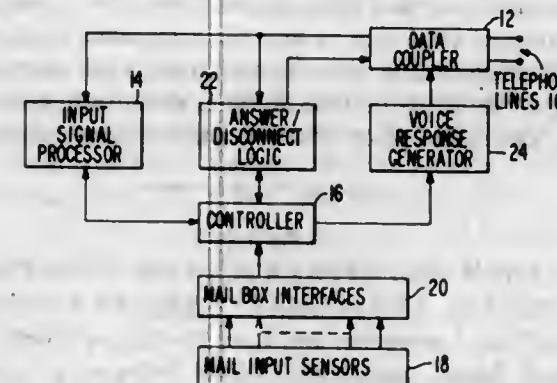 12
DATA
COUPLER
TELEPHO
LINES 1
14
INPUT
SIGNAL
PROCESSOR
22
ANSWER/
DISCONNECT
LOGIC
VOICE
RESPONSE
GENERATOR
24
16
CONTROLLER
MAIL BOX INTERFACES
20
MAIL INPUT SENSORS
18